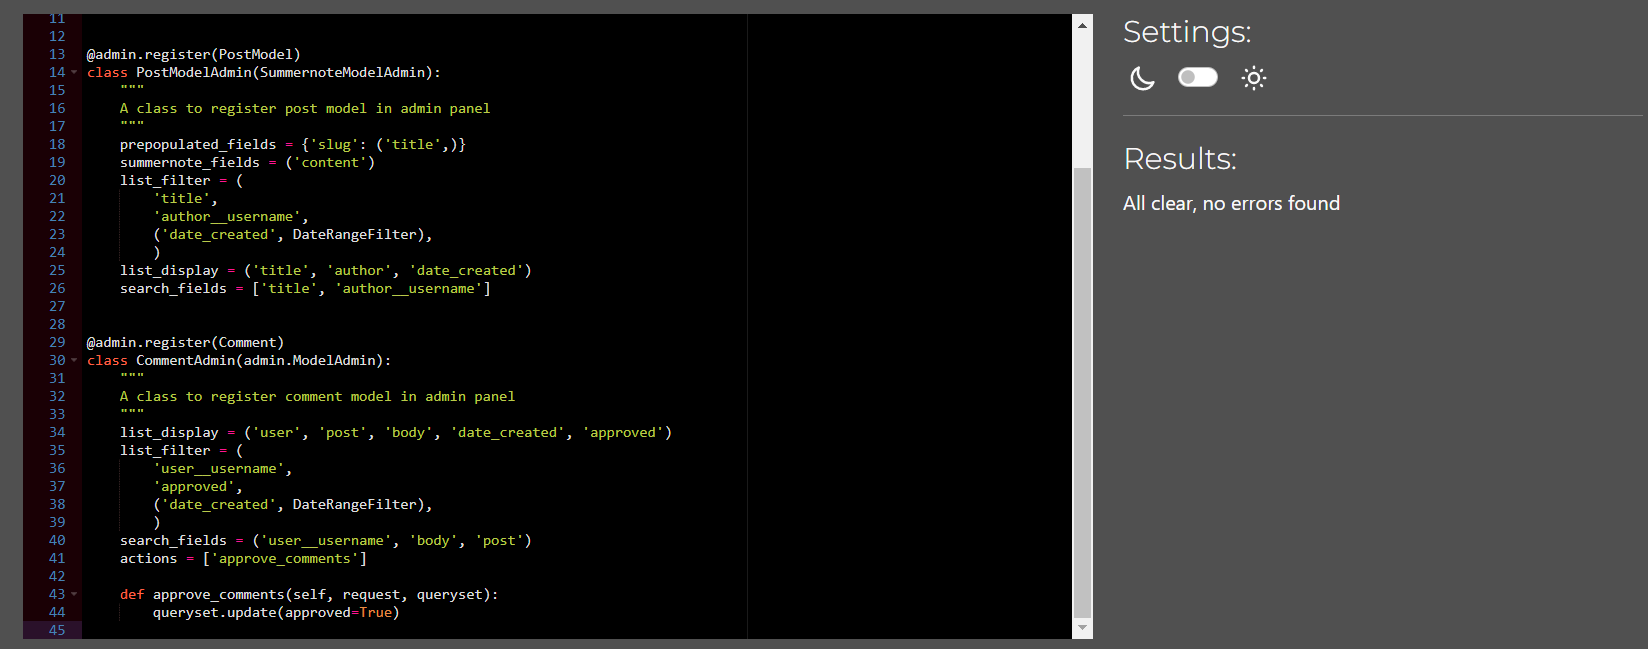 11
12
13 @admin.register(PostModel)
14 class PostModelAdmin(SummernoteModelAdmin):
15     """
16     A class to register post model in admin panel
17     """
18     prepopulated_fields = {'slug': ('title',)}
19     summernote_fields = ('content')
20     list_filter = (
21         'title',
22         'author__username',
23         ('date_created', DateRangeFilter),
24         )
25     list_display = ('title', 'author', 'date_created')
26     search_fields = ['title', 'author__username']
27
28
29 @admin.register(Comment)
30 class CommentAdmin(admin.ModelAdmin):
31     """
32     A class to register comment model in admin panel
33     """
34     list_display = ('user', 'post', 'body', 'date_created', 'approved')
35     list_filter = (
36         'user__username',
37         'approved',
38         ('date_created', DateRangeFilter),
39         )
40     search_fields = ('user__username', 'body', 'post')
41     actions = ['approve_comments']
42
43     def approve_comments(self, request, queryset):
44         queryset.update(approved=True)
45
Settings:
Results:
All clear, no errors found